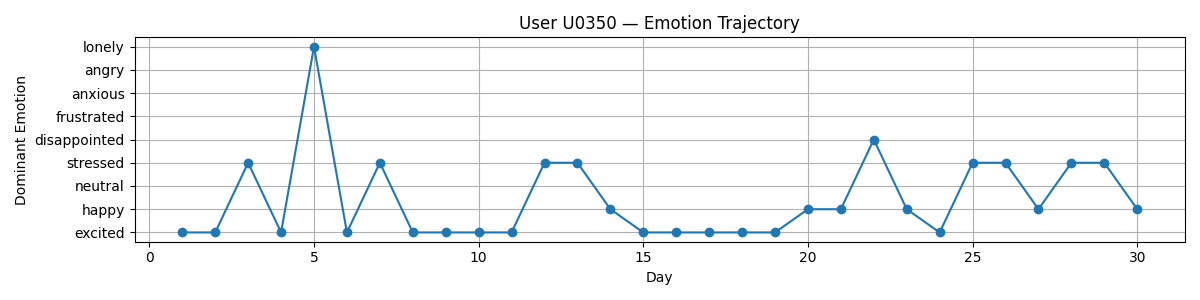 User U0350 — Emotion Trajectory
Dominant Emotion
lonely
angry
anxious
frustrated
disappointed
stressed
neutral
happy
excited
0 5 10 15 20 25 30
Day